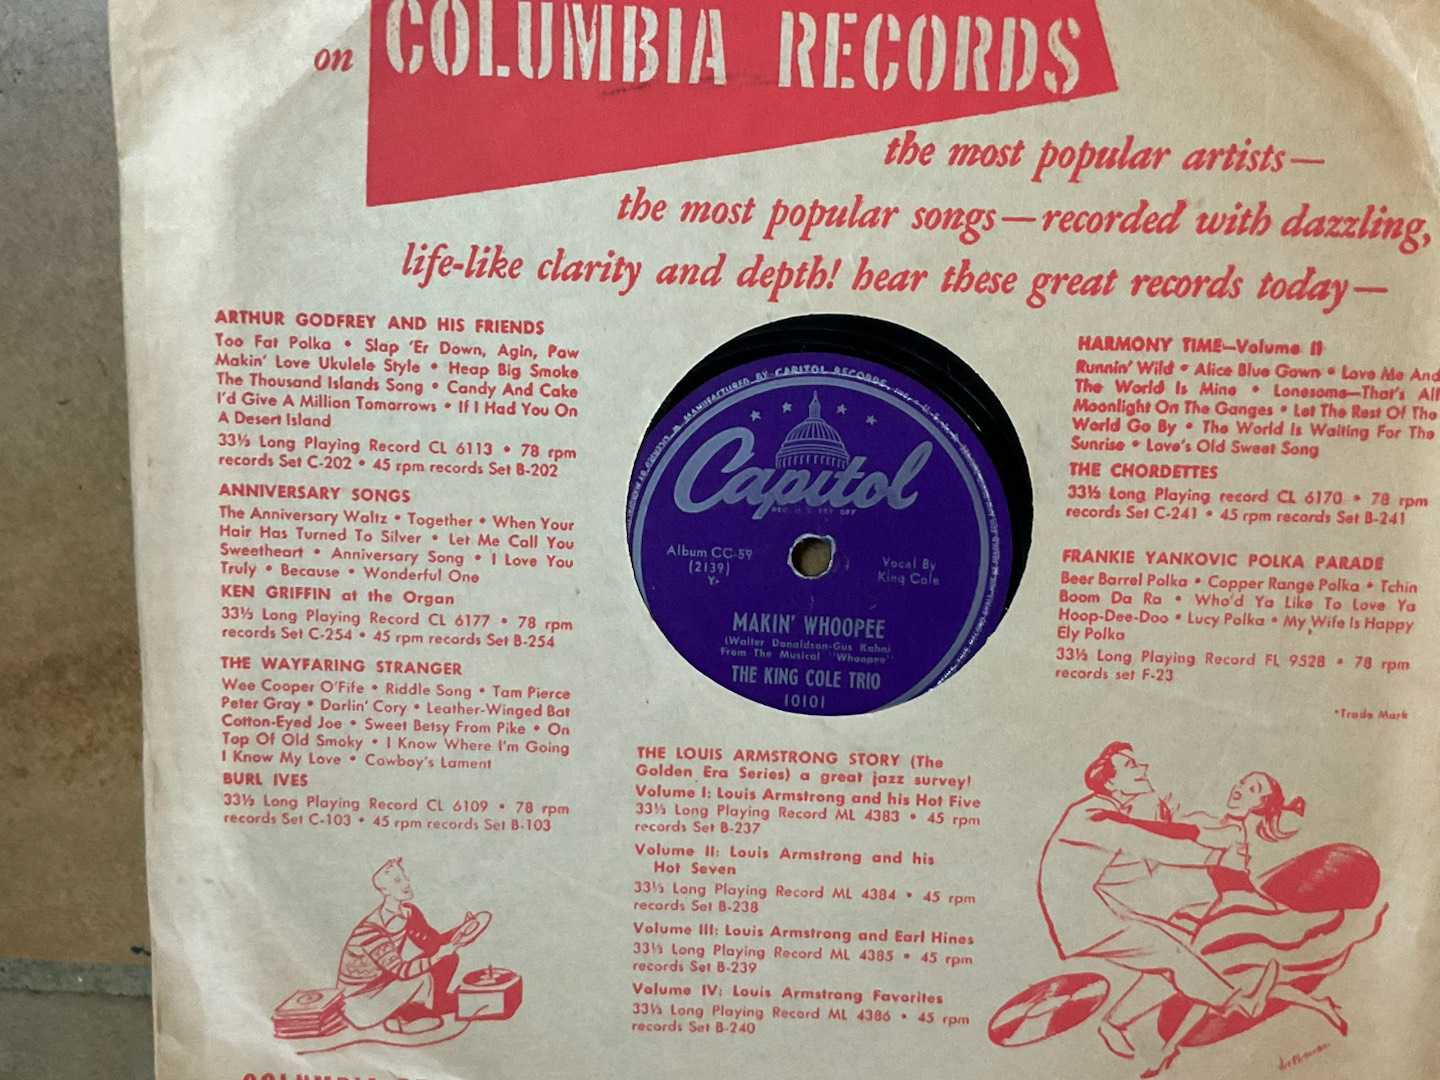 on COLUMBIA RECORDS
the most popular artists—
the most popular songs—recorded with dazzling,
life-like clarity and depth! hear these great records today—
ARTHUR GODFREY AND HIS FRIENDS
Too Fat Polka • Slap 'Er Down, Agin, Paw
Makin' Love Ukulele Style • Heap Big Smoke
The Thousand Islands Song • Candy And Cake
I'd Give A Million Tomorrows • If I Had You On
A Desert Island
33⅓ Long Playing Record CL 6113 • 78 rpm
records Set C-202 • 45 rpm records Set B-202
ANNIVERSARY SONGS
The Anniversary Waltz • Together • When Your
Hair Has Turned To Silver • Let Me Call You
Sweetheart • Anniversary Song • I Love You
Truly • Because • Wonderful One
KEN GRIFFIN at the Organ
33⅓ Long Playing Record CL 6177 • 78 rpm
records Set C-254 • 45 rpm records Set B-254
THE WAYFARING STRANGER
Wee Cooper O'Fife • Riddle Song • Tam Pierce
Peter Gray • Darlin' Cory • Leather-Winged Bat
Cotton-Eyed Joe • Sweet Betsy From Pike • On
Top Of Old Smoky • I Know Where I'm Going
I Know My Love • Cowboy's Lament
BURL IVES
33⅓ Long Playing Record CL 6109 • 78 rpm
records Set C-103 • 45 rpm records Set B-103
MANUFACTURED BY CAPITOL RECORDS, INC.
Capitol
Album CC-59
(2139)
Y-
Vocal By
King Cole
MAKIN' WHOOPEE
(Walter Donaldson-Gus Kahn)
From The Musical "Whoopee"
THE KING COLE TRIO
10101
THE LOUIS ARMSTRONG STORY (The
Golden Era Series) a great jazz survey!
Volume I: Louis Armstrong and his Hot Five
33⅓ Long Playing Record ML 4383 • 45 rpm
records Set B-237
Volume II: Louis Armstrong and his
Hot Seven
33⅓ Long Playing Record ML 4384 • 45 rpm
records Set B-238
Volume III: Louis Armstrong and Earl Hines
33⅓ Long Playing Record ML 4385 • 45 rpm
records Set B-239
Volume IV: Louis Armstrong Favorites
33⅓ Long Playing Record ML 4386 • 45 rpm
records Set B-240
HARMONY TIME—Volume II
Runnin' Wild • Alice Blue Gown • Love Me And
The World Is Mine • Lonesome—That's All
Moonlight On The Ganges • Let The Rest Of The
World Go By • The World Is Waiting For The
Sunrise • Love's Old Sweet Song
THE CHORDETTES
33⅓ Long Playing record CL 6170 • 78 rpm
records Set C-241 • 45 rpm records Set B-241
FRANKIE YANKOVIC POLKA PARADE
Beer Barrel Polka • Copper Range Polka • Tchin
Boom Da Ra • Who'd Ya Like To Love Ya
Hoop-Dee-Doo • Lucy Polka • My Wife Is Happy
Ely Polka
33⅓ Long Playing Record FL 9528 • 78 rpm
records set F-23
*Trade Mark